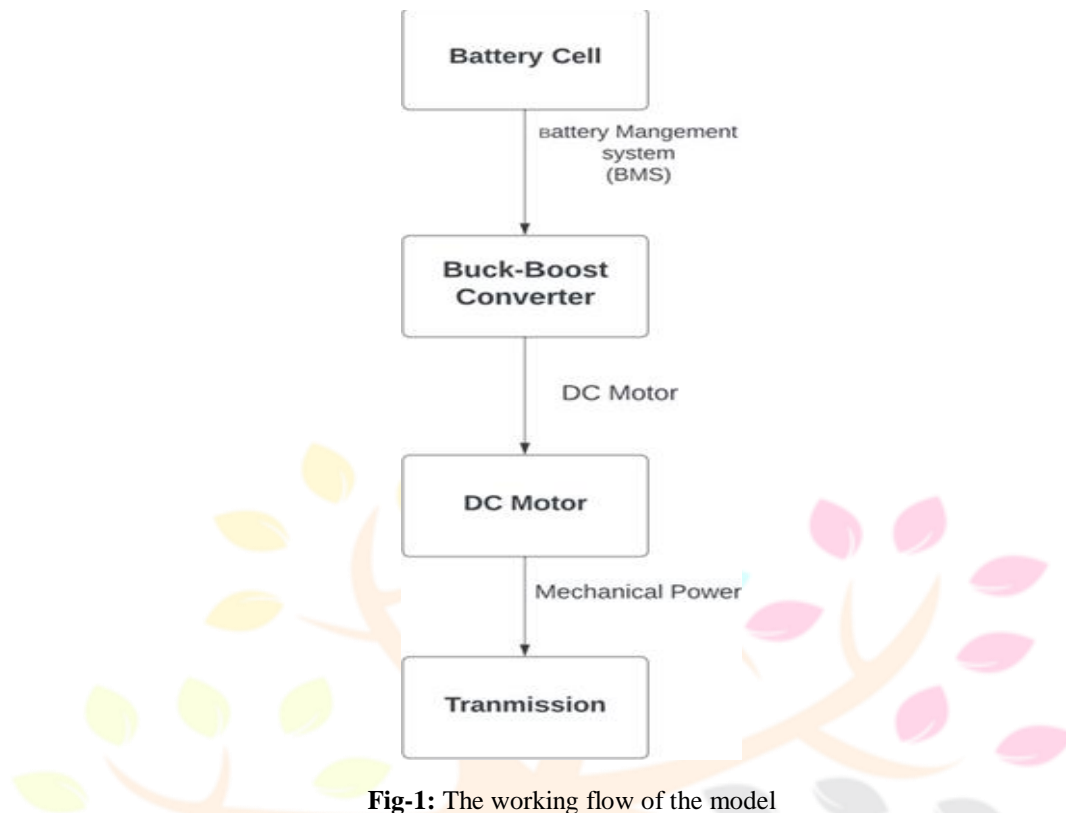 Battery Cell
Battery Mangement
system
(BMS)
Buck-Boost
Converter
DC Motor
DC Motor
Mechanical Power
Tranmission
Fig-1: The working flow of the model